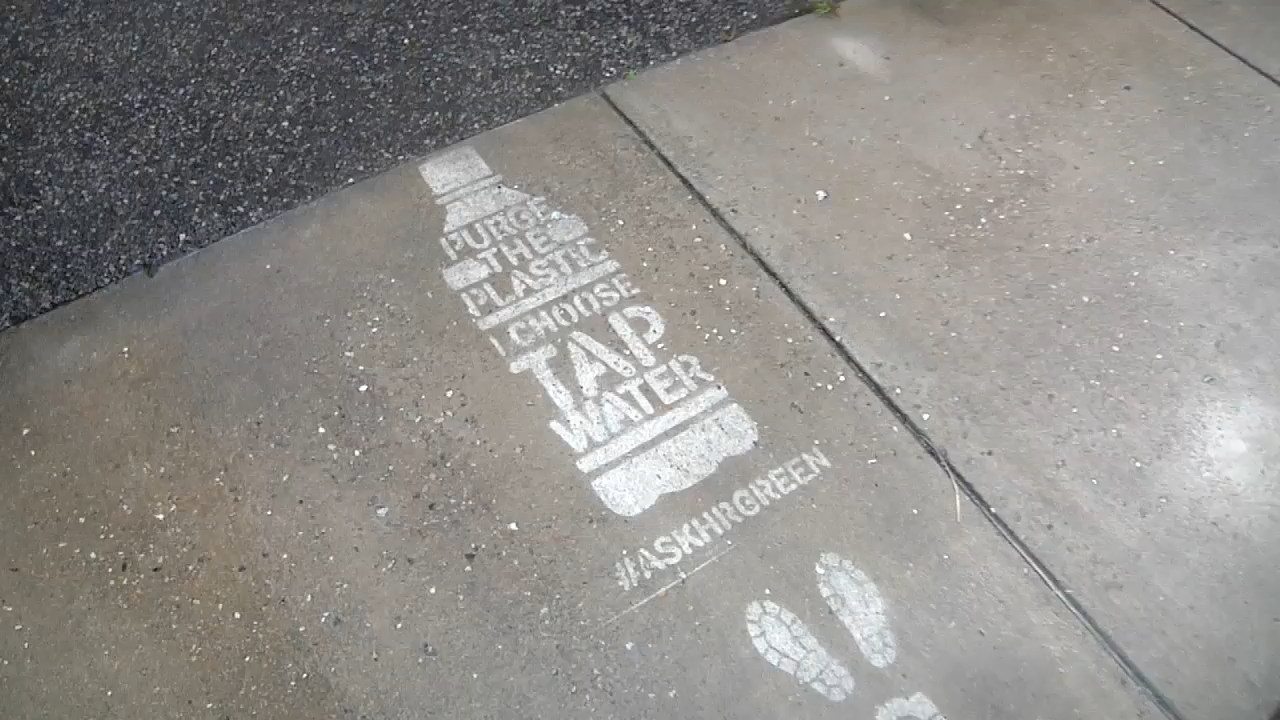 PURGE
THE
PLASTIC
I CHOOSE
TAP
WATER
#ASKHRGREEN